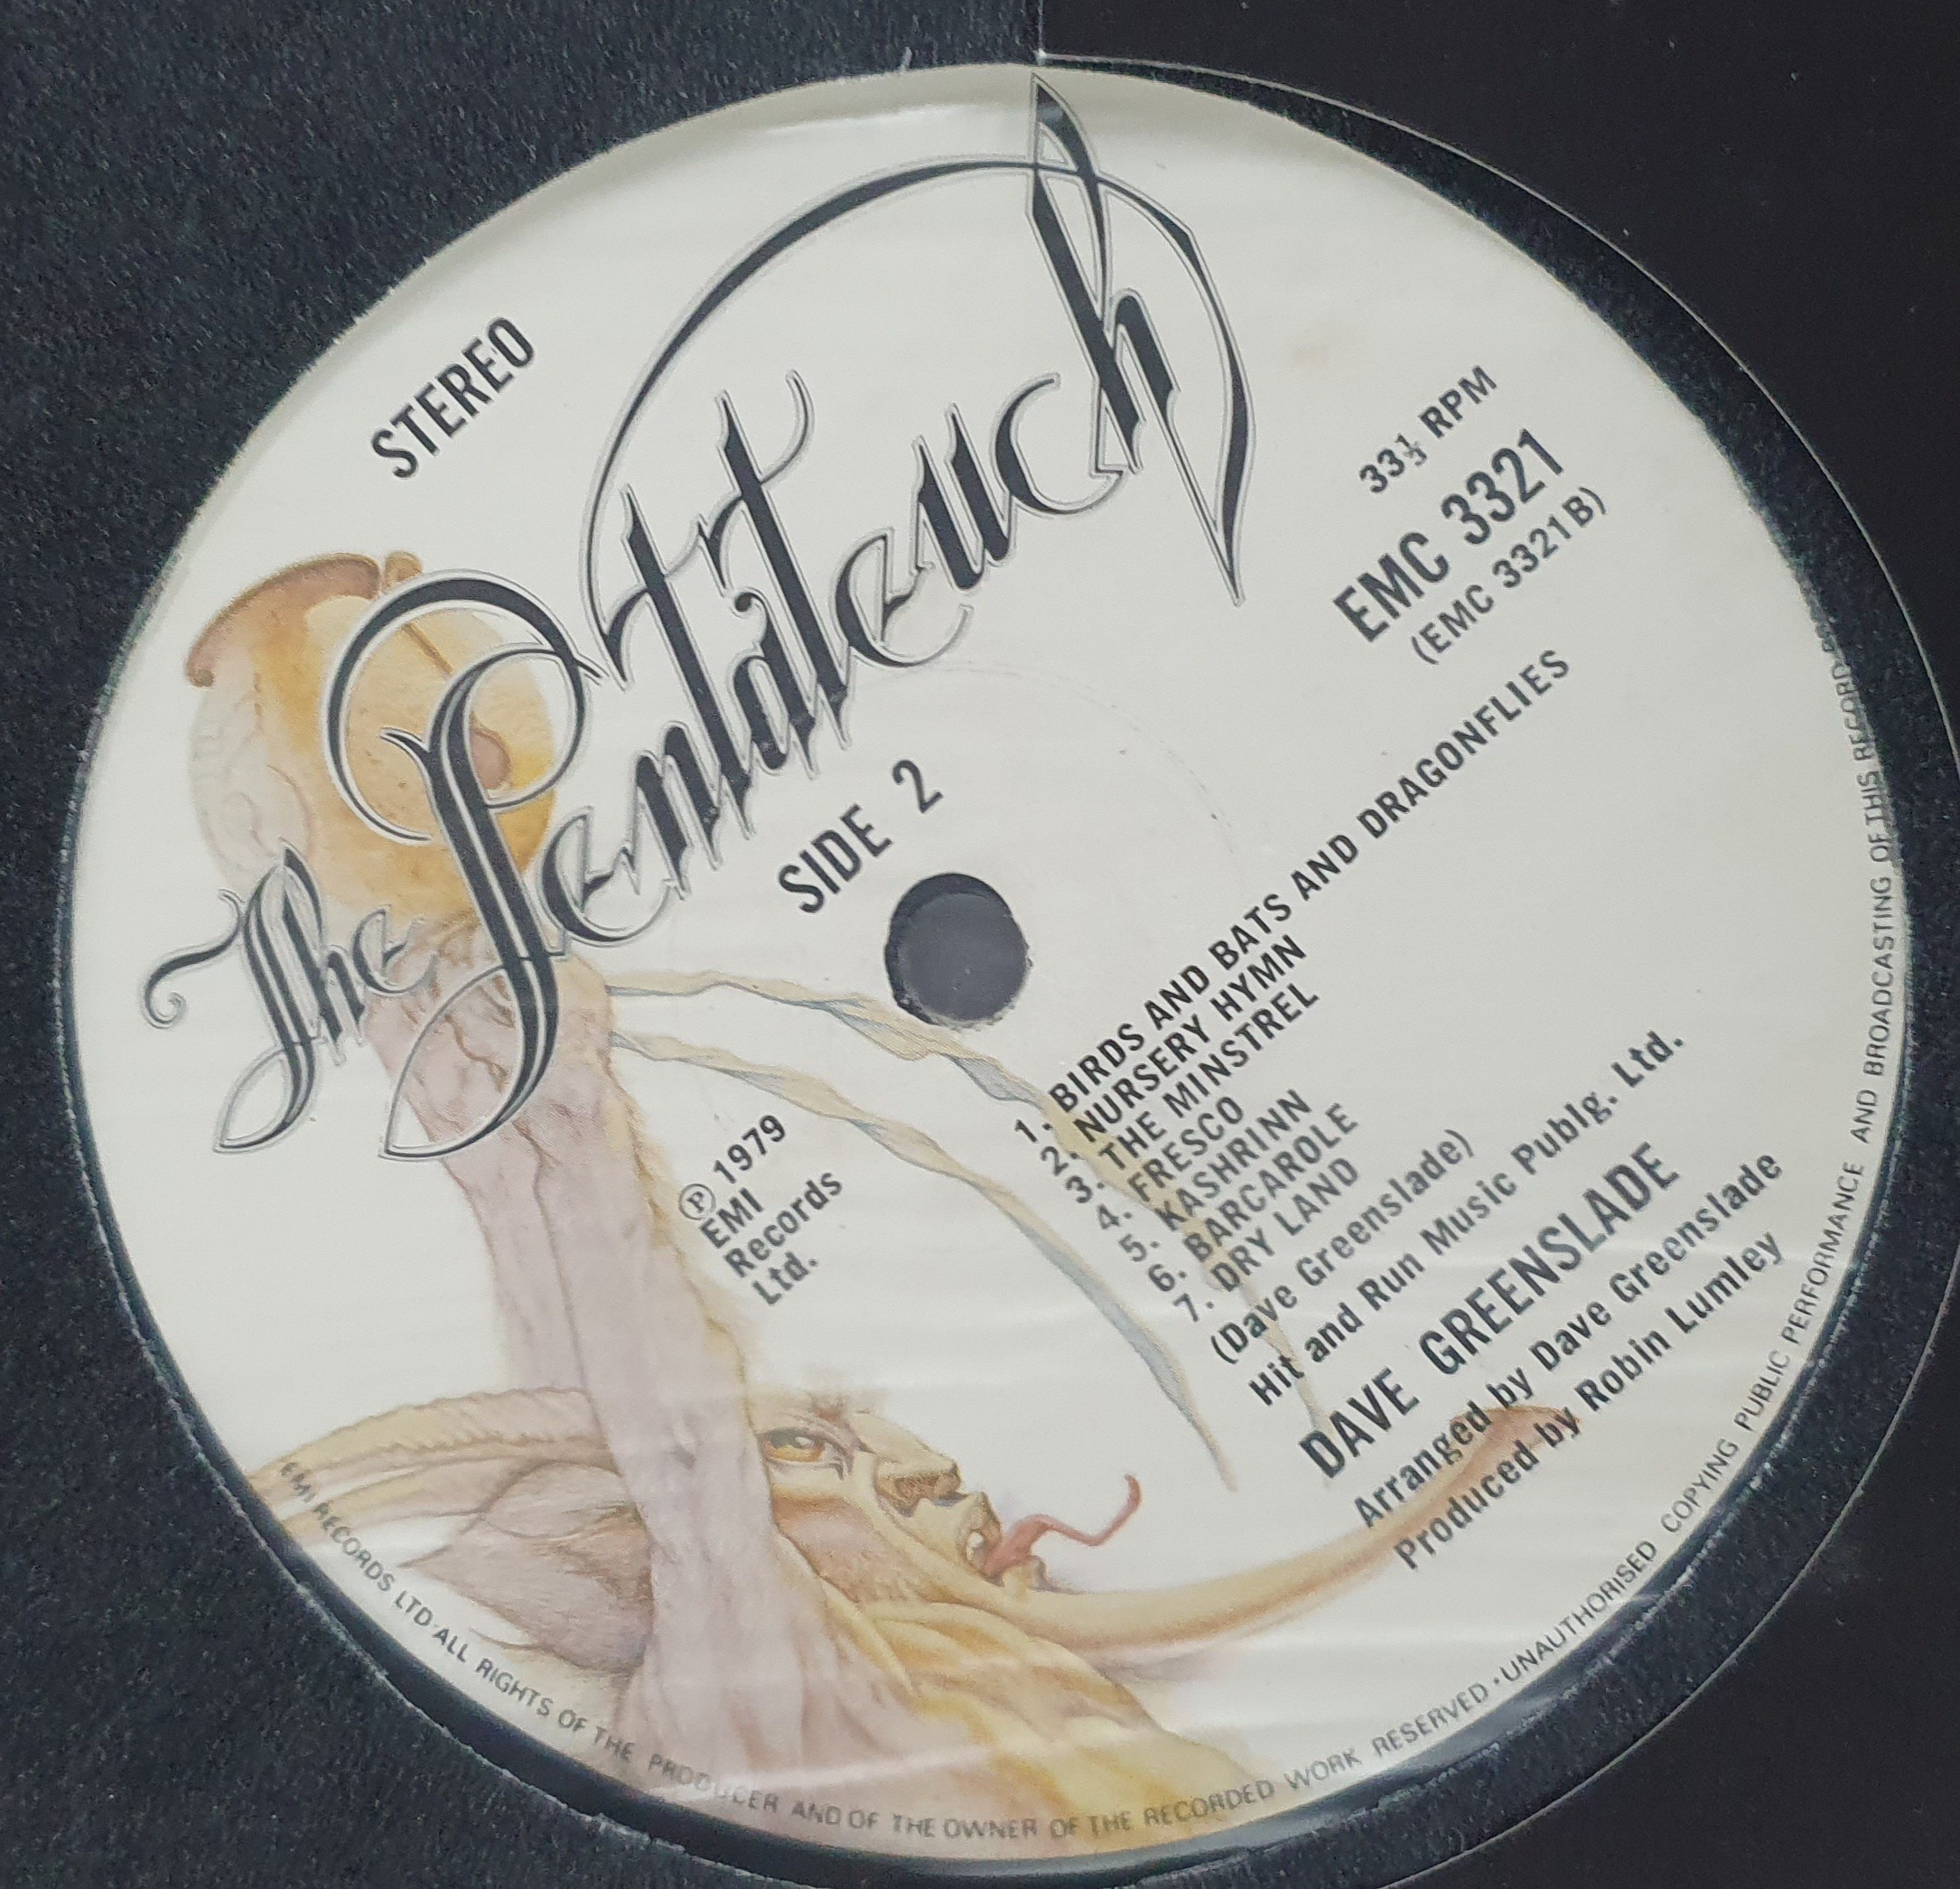 STEREO
The Pentateuch
33⅓ RPM
EMC 3321
(EMC 3321B)
SIDE 2
1. BIRDS AND BATS AND DRAGONFLIES
2. NURSERY HYMN
3. THE MINSTREL
4. FRESCO
5. KASHRINN
6. BARCAROLE
7. DRY LAND
(Dave Greenslade)
Hit and Run Music Publg. Ltd.
℗ 1979
EMI
Records
Ltd.
DAVE GREENSLADE
Arranged by Dave Greenslade
Produced by Robin Lumley
EMI RECORDS LTD·ALL RIGHTS OF THE PRODUCER AND OF THE OWNER OF THE RECORDED WORK RESERVED · UNAUTHORISED COPYING PUBLIC PERFORMANCE AND BROADCASTING OF THIS RECORD